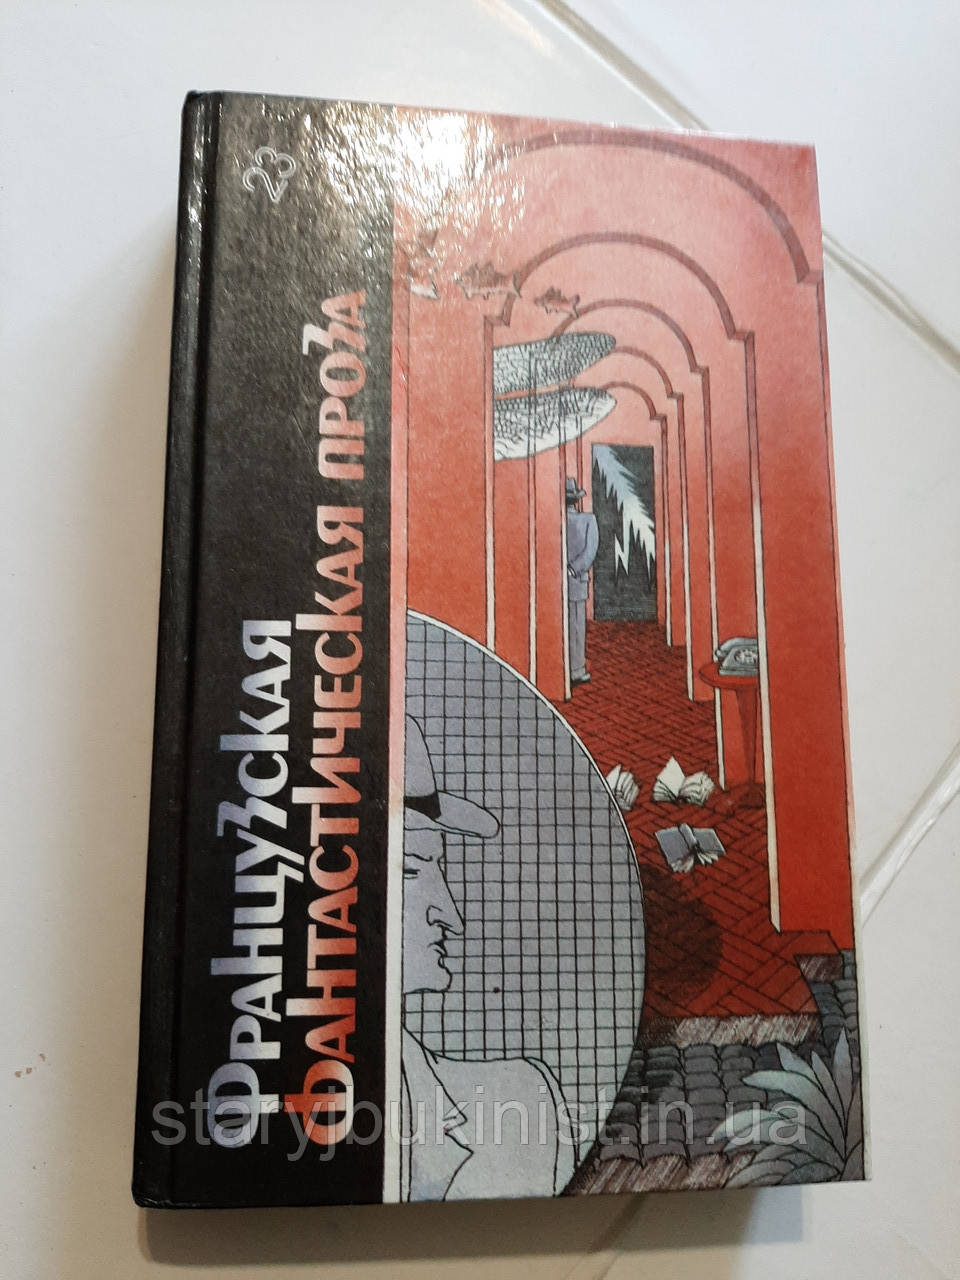 23
Французская
фантастическая проза
staryjbukinist.in.ua